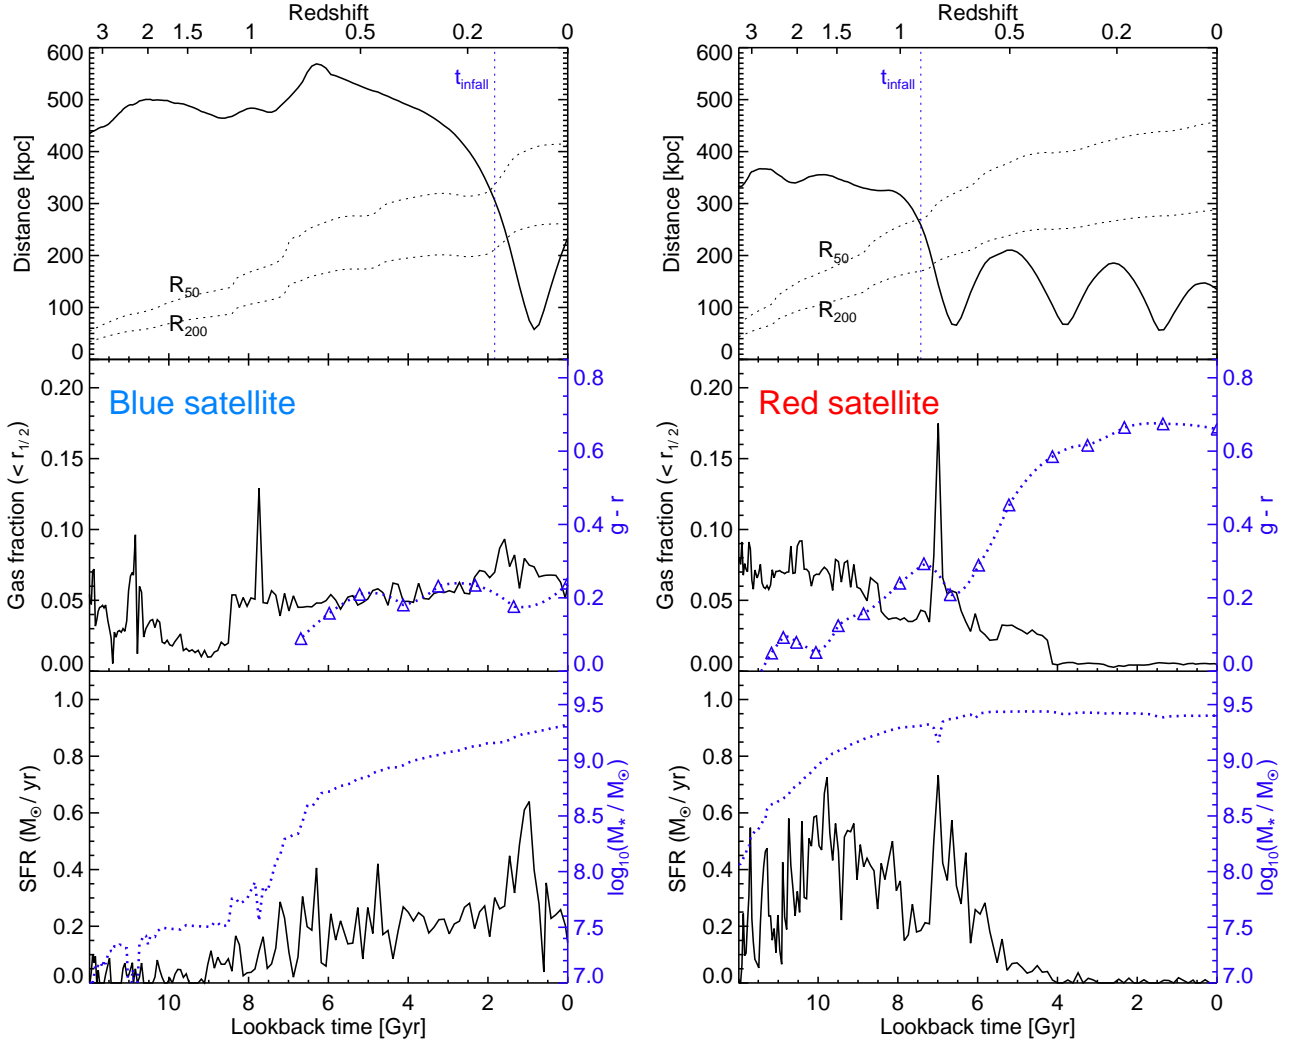 Redshift
3 2 1.5 1 0.5 0.2 0
600
500
400
300
200
100
0
Distance [kpc]
t_infall
R_50
R_200
Redshift
3 2 1.5 1 0.5 0.2 0
600
500
400
300
200
100
0
Distance [kpc]
t_infall
R_50
R_200
Blue satellite
0.20
0.15
0.10
0.05
0.00
Gas fraction (< r_1/2)
0.8
0.6
0.4
0.2
0.0
g - r
Red satellite
0.20
0.15
0.10
0.05
0.00
Gas fraction (< r_1/2)
0.8
0.6
0.4
0.2
0.0
g - r
1.0
0.8
0.6
0.4
0.2
0.0
SFR (M_⊙ / yr)
9.5
9.0
8.5
8.0
7.5
7.0
log_10(M_* / M_⊙)
10 8 6 4 2 0
Lookback time [Gyr]
1.0
0.8
0.6
0.4
0.2
0.0
SFR (M_⊙ / yr)
9.5
9.0
8.5
8.0
7.5
7.0
log_10(M_* / M_⊙)
10 8 6 4 2 0
Lookback time [Gyr]